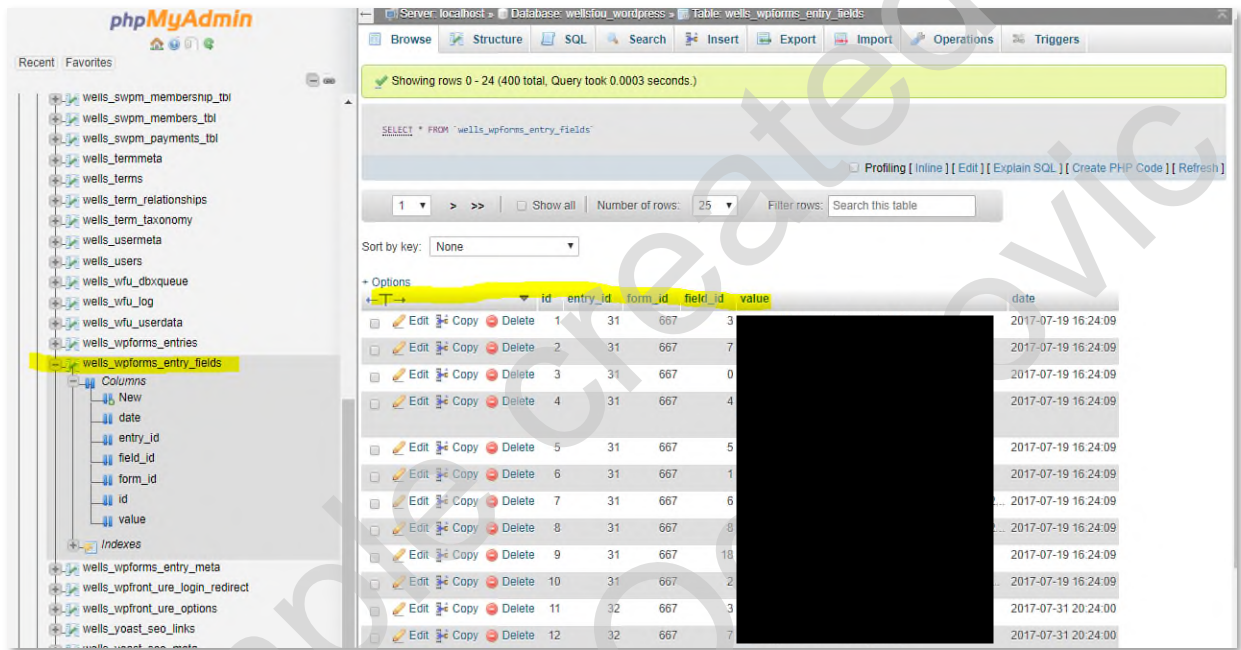 phpMyAdmin
Recent Favorites
wells_swpm_membership_tbl
wells_swpm_members_tbl
wells_swpm_payments_tbl
wells_termmeta
wells_terms
wells_term_relationships
wells_term_taxonomy
wells_usermeta
wells_users
wells_wfu_dbxqueue
wells_wfu_log
wells_wfu_userdata
wells_wpforms_entries
wells_wpforms_entry_fields
Columns
New
date
entry_id
field_id
form_id
id
value
Indexes
wells_wpforms_entry_meta
wells_wpfront_ure_login_redirect
wells_wpfront_ure_options
wells_yoast_seo_links
wells_yoast_seo_meta
Server: localhost » Database: wellsfou_wordpress » Table: wells_wpforms_entry_fields
Browse Structure SQL Search Insert Export Import Operations Triggers
Showing rows 0 - 24 (400 total, Query took 0.0003 seconds.)
SELECT * FROM `wells_wpforms_entry_fields`
Profiling [ Inline ] [ Edit ] [ Explain SQL ] [ Create PHP Code ] [ Refresh ]
1 > >> Show all Number of rows: 25 Filter rows: Search this table
Sort by key: None
+ Options
←T→ id entry_id form_id field_id value date
Edit Copy Delete 1 31 667 3 2017-07-19 16:24:09
Edit Copy Delete 2 31 667 7 2017-07-19 16:24:09
Edit Copy Delete 3 31 667 0 2017-07-19 16:24:09
Edit Copy Delete 4 31 667 4 2017-07-19 16:24:09
Edit Copy Delete 5 31 667 5 2017-07-19 16:24:09
Edit Copy Delete 6 31 667 1 2017-07-19 16:24:09
Edit Copy Delete 7 31 667 6 2... 2017-07-19 16:24:09
Edit Copy Delete 8 31 667 8 2... 2017-07-19 16:24:09
Edit Copy Delete 9 31 667 18 2017-07-19 16:24:09
Edit Copy Delete 10 31 667 2 2017-07-19 16:24:09
Edit Copy Delete 11 32 667 3 2017-07-31 20:24:00
Edit Copy Delete 12 32 667 7 2017-07-31 20:24:00
created